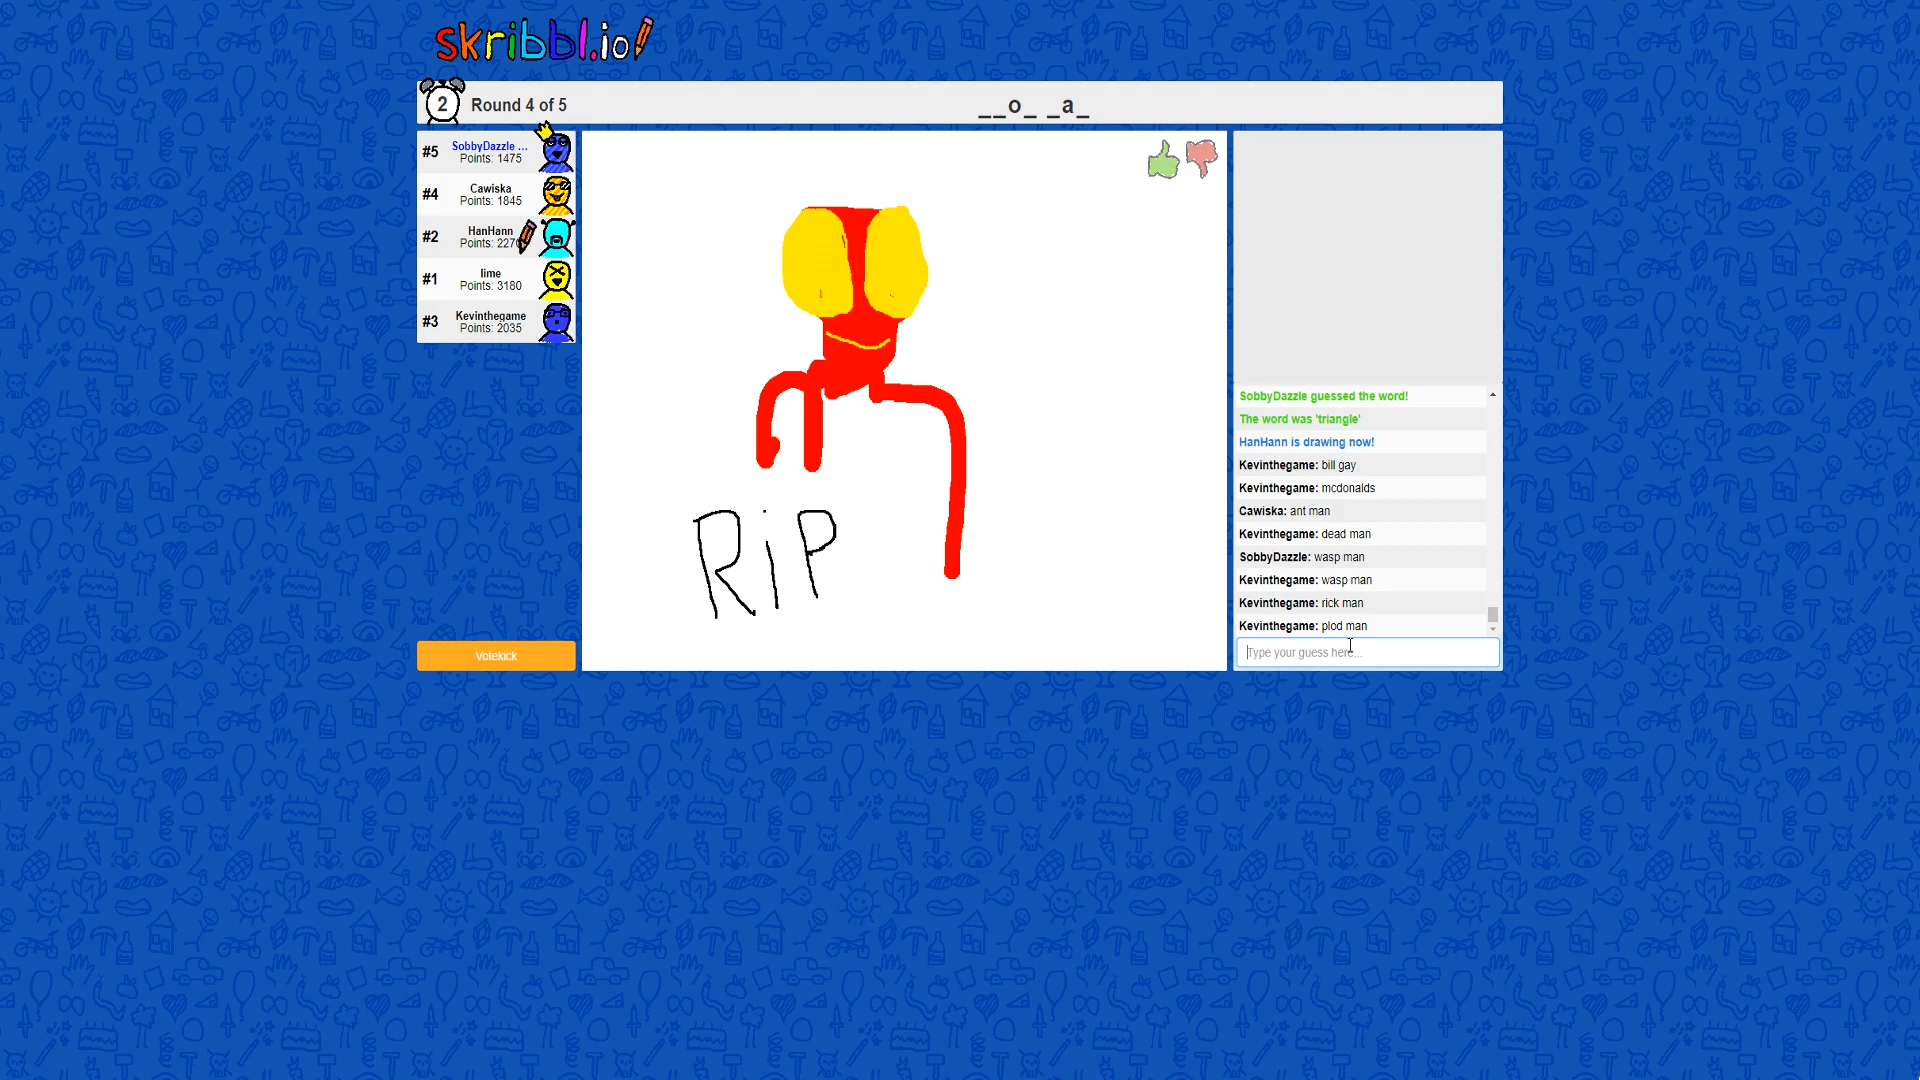 skribbl.io
2 Round 4 of 5 __o_ _a_
#5 SobbyDazzle ...
Points: 1475
#4 Cawiska
Points: 1845
#2 HanHann
Points: 2270
#1 lime
Points: 3180
#3 Kevinthegame
Points: 2035
RiP
Votekick
SobbyDazzle guessed the word!
The word was 'triangle'
HanHann is drawing now!
Kevinthegame: bill gay
Kevinthegame: mcdonalds
Cawiska: ant man
Kevinthegame: dead man
SobbyDazzle: wasp man
Kevinthegame: wasp man
Kevinthegame: rick man
Kevinthegame: plod man
Type your guess here...